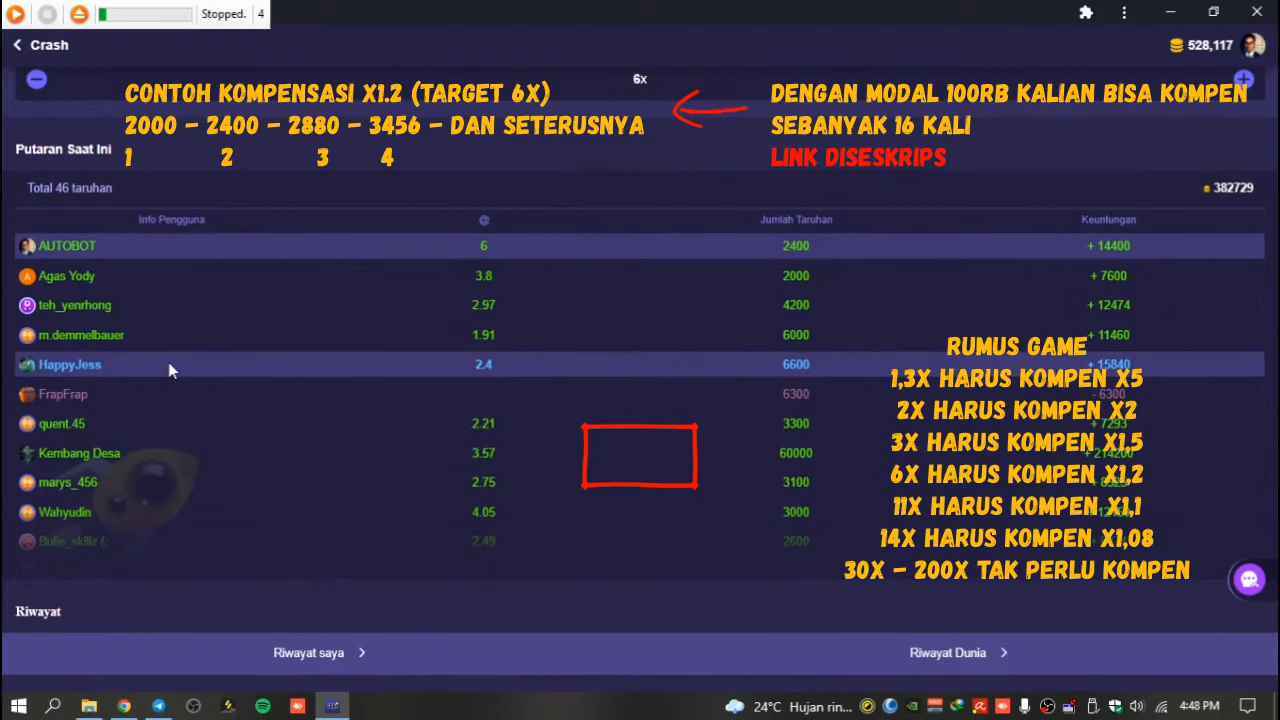 Stopped. 4
Crash
528,117
6x
CONTOH KOMPENSASI X1.2 (TARGET 6X)
2000 - 2400 - 2880 - 3456 - DAN SETERUSNYA
1 2 3 4
DENGAN MODAL 100RB KALIAN BISA KOMPEN
SEBANYAK 16 KALI
LINK DISESKRIPS
Putaran Saat Ini
Total 46 taruhan 382729
Info Pengguna @ Jumlah Taruhan Keuntungan
AUTOBOT 6 2400 + 14400
A Agas Yody 3.8 2000 + 7600
teh_yenrhong 2.97 4200 + 12474
m.demmelbauer 1.91 6000 + 11460
HappyJess 2.4 6600 + 15840
FrapFrap 6300 - 6300
quent.45 2.21 3300 + 7293
Kembang Desa 3.57 60000 + 214200
marys_456 2.75 3100
Wahyudin 4.05 3000
2.49 2600
RUMUS GAME
1,3X HARUS KOMPEN X5
2X HARUS KOMPEN X2
3X HARUS KOMPEN X1,5
6X HARUS KOMPEN X1,2
11X HARUS KOMPEN X1,1
14X HARUS KOMPEN X1,08
30X - 200X TAK PERLU KOMPEN
Riwayat
Riwayat saya
Riwayat Dunia
24°C Hujan rin...
4:48 PM